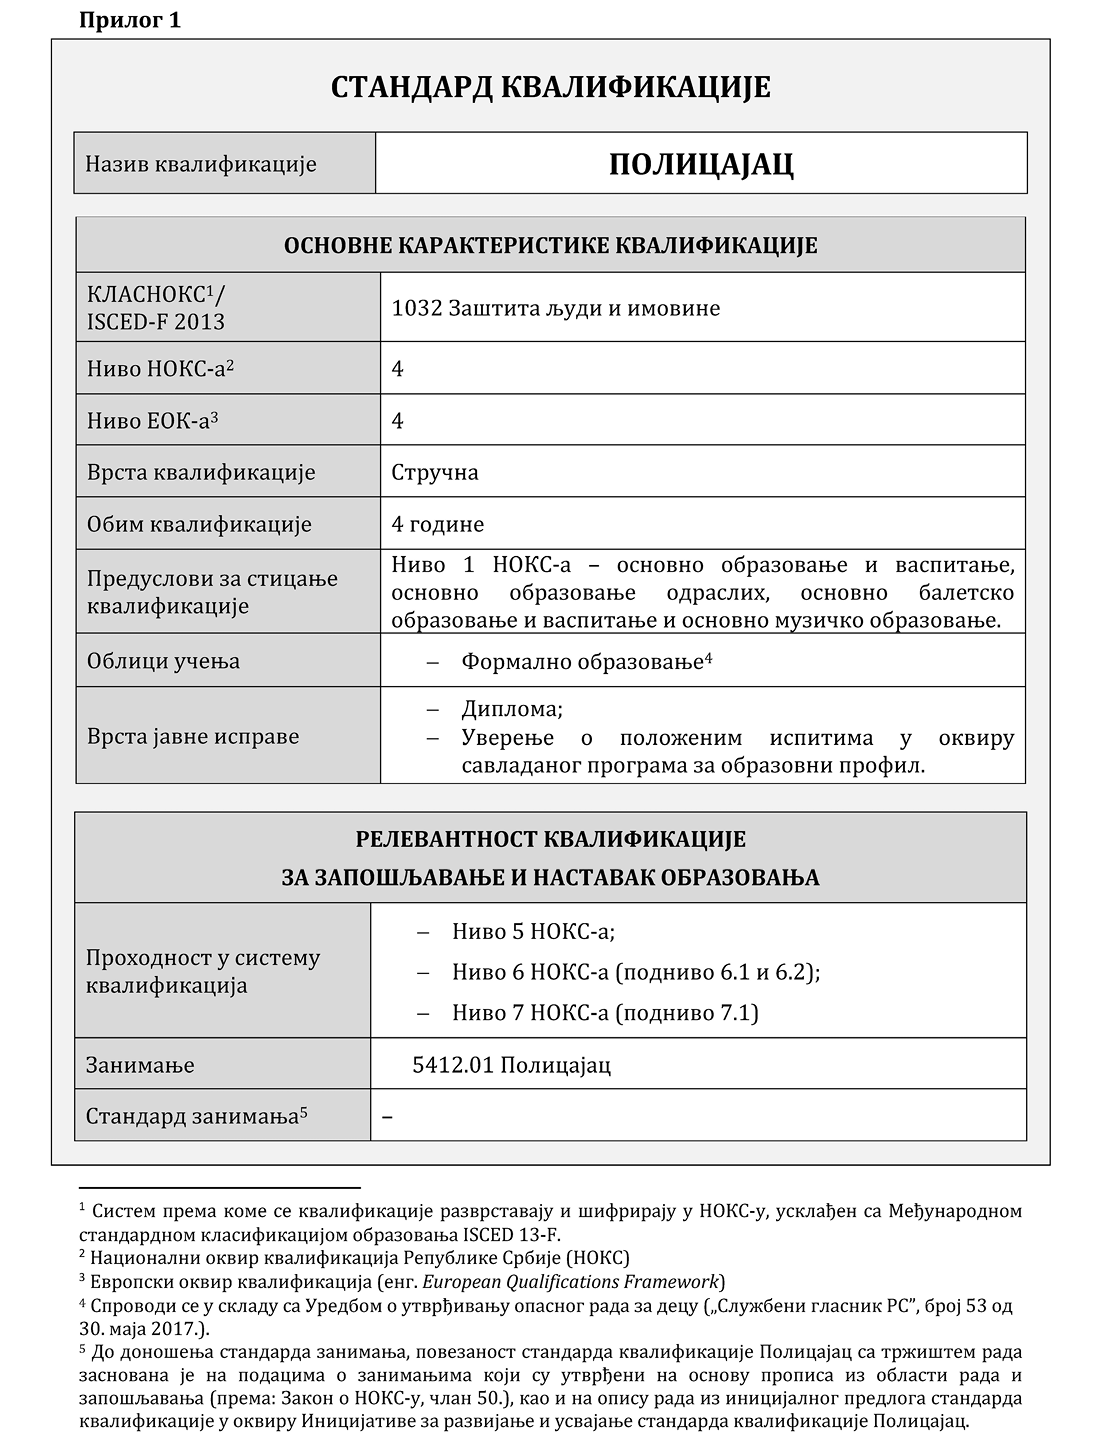 Прилог 1
СТАНДАРД КВАЛИФИКАЦИЈЕ
Назив квалификације
ПОЛИЦАЈАЦ
ОСНОВНЕ КАРАКТЕРИСТИКЕ КВАЛИФИКАЦИЈЕ
КЛАСНОКС¹/
ISCED-F 2013
1032 Заштита људи и имовине
Ниво НОКС-а²
4
Ниво ЕОК-а³
4
Врста квалификације
Стручна
Обим квалификације
4 године
Предуслови за стицање
квалификације
Ниво 1 НОКС-а – основно образовање и васпитање,
основно образовање одраслих, основно балетско
образовање и васпитање и основно музичко образовање.
Облици учења
– Формално образовање⁴
Врста јавне исправе
– Диплома;
– Уверење о положеним испитима у оквиру
савладаног програма за образовни профил.
РЕЛЕВАНТНОСТ КВАЛИФИКАЦИЈЕ
ЗА ЗАПОШЉАВАЊЕ И НАСТАВАК ОБРАЗОВАЊА
Проходност у систему
квалификација
– Ниво 5 НОКС-а;
– Ниво 6 НОКС-а (подниво 6.1 и 6.2);
– Ниво 7 НОКС-а (подниво 7.1)
Занимање
5412.01 Полицајац
Стандард занимања⁵
–
¹ Систем према коме се квалификације разврставају и шифрирају у НОКС-у, усклађен са Међународном
стандардном класификацијом образовања ISCED 13-F.
² Национални оквир квалификација Републике Србије (НОКС)
³ Европски оквир квалификација (енг. European Qualifications Framework)
⁴ Спроводи се у складу са Уредбом о утврђивању опасног рада за децу („Службени гласник РС”, број 53 од
30. маја 2017.).
⁵ До доношења стандарда занимања, повезаност стандарда квалификације Полицајац са тржиштем рада
заснована је на подацима о занимањима који су утврђени на основу прописа из области рада и
запошљавања (према: Закон о НОКС-у, члан 50.), као и на опису рада из иницијалног предлога стандарда
квалификације у оквиру Иницијативе за развијање и усвајање стандарда квалификације Полицајац.